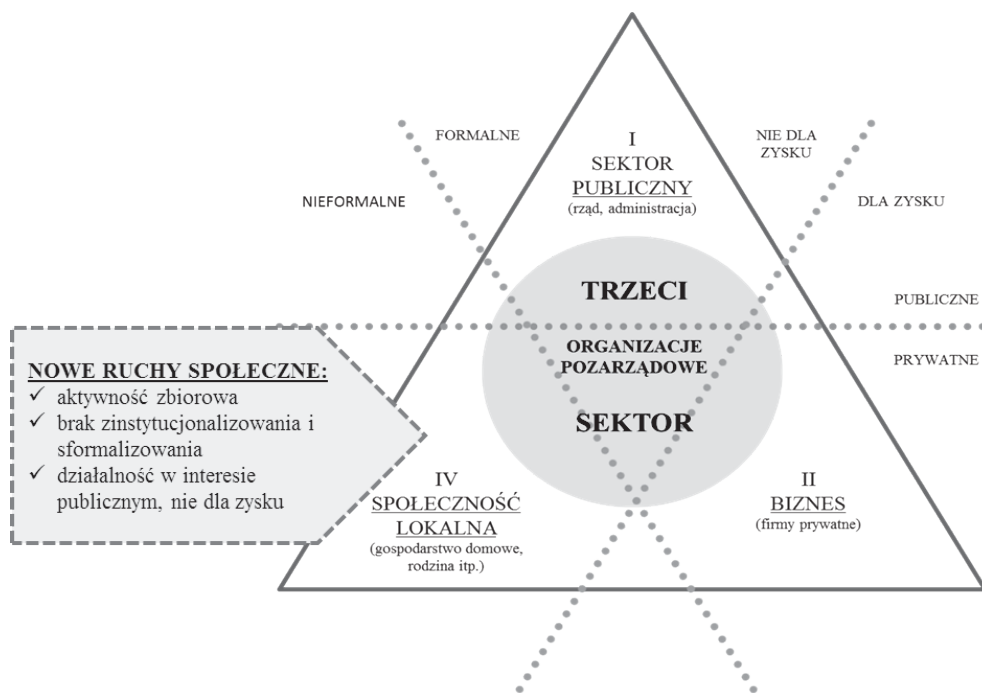 FORMALNE
NIEFORMALNE
I
SEKTOR
PUBLICZNY
(rząd, administracja)
NIE DLA
ZYSKU
DLA ZYSKU
TRZECI
ORGANIZACJE
POZARZĄDOWE
SEKTOR
PUBLICZNE
PRYWATNE
NOWE RUCHY SPOŁECZNE:
✓ aktywność zbiorowa
✓ brak zinstytucjonalizowania i
sformalizowania
✓ działalność w interesie
publicznym, nie dla zysku
IV
SPOŁECZNOŚĆ
LOKALNA
(gospodarstwo domowe,
rodzina itp.)
II
BIZNES
(firmy prywatne)